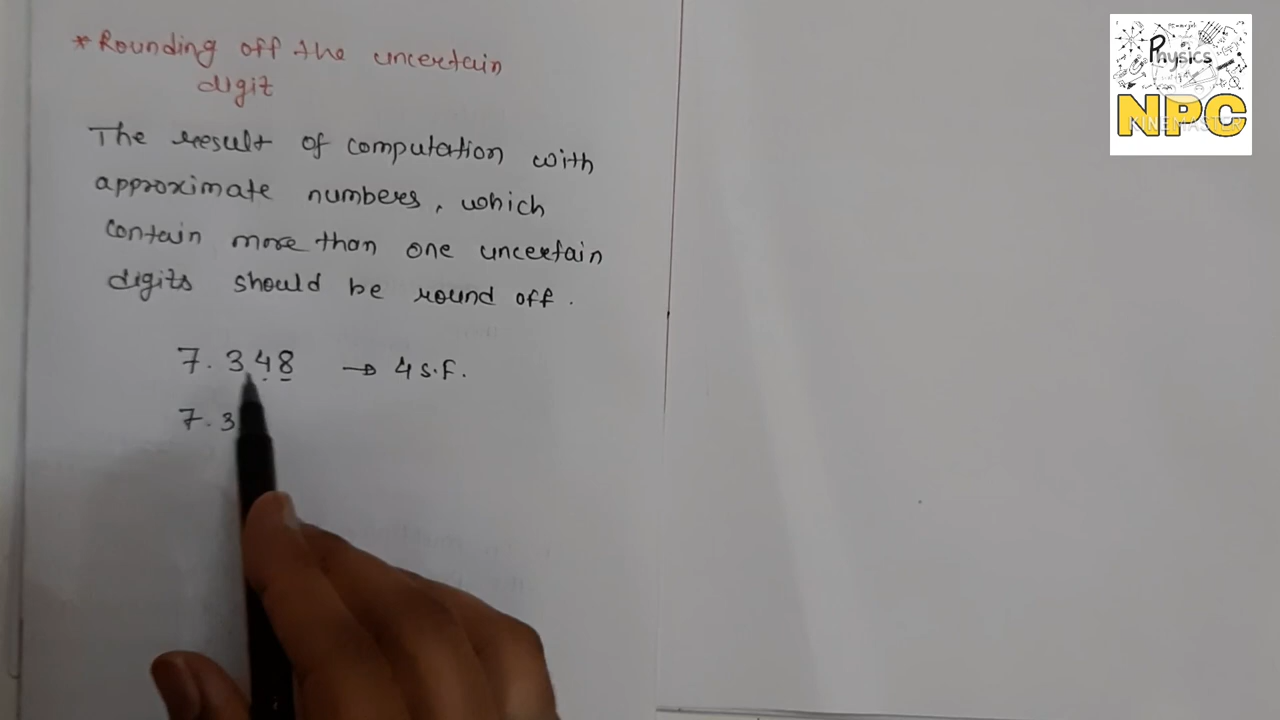 * Rounding off the uncertain
digit
The result of computation with
approximate numbers, which
contain more than one uncertain
digits should be round off.
7.348 → 4 s.f.
7.3
Physics
NPC
KINEMASTER